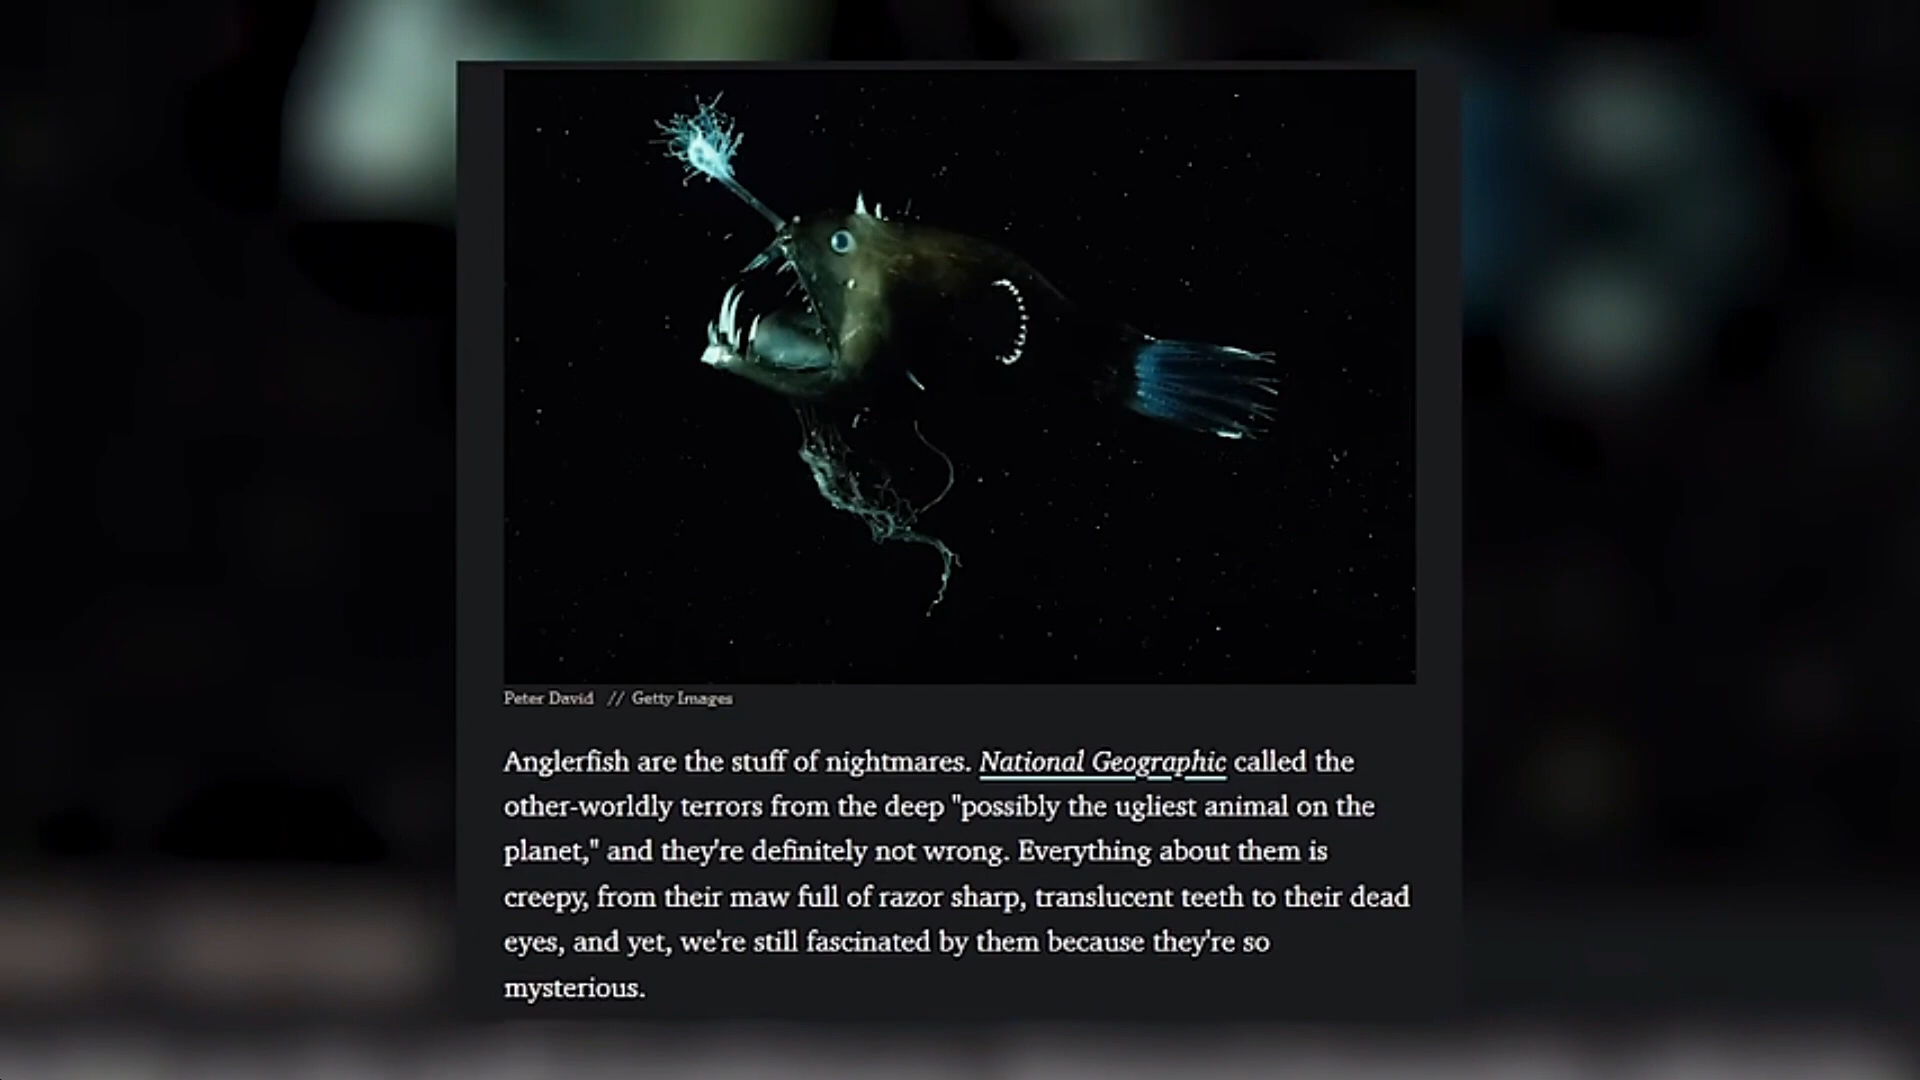 Peter David // Getty Images
Anglerfish are the stuff of nightmares. National Geographic called the
other-worldly terrors from the deep "possibly the ugliest animal on the
planet," and they're definitely not wrong. Everything about them is
creepy, from their maw full of razor sharp, translucent teeth to their dead
eyes, and yet, we're still fascinated by them because they're so
mysterious.